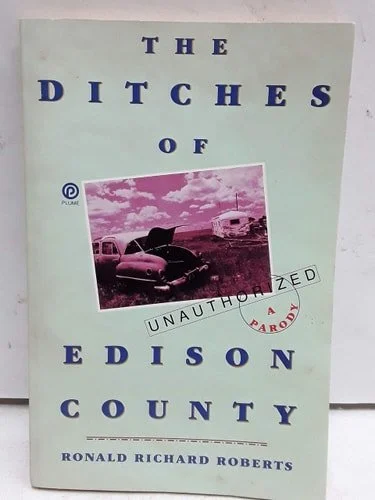 THE
DITCHES
OF
PLUME
UNAUTHORIZED
A
PARODY
EDISON
COUNTY
RONALD RICHARD ROBERTS